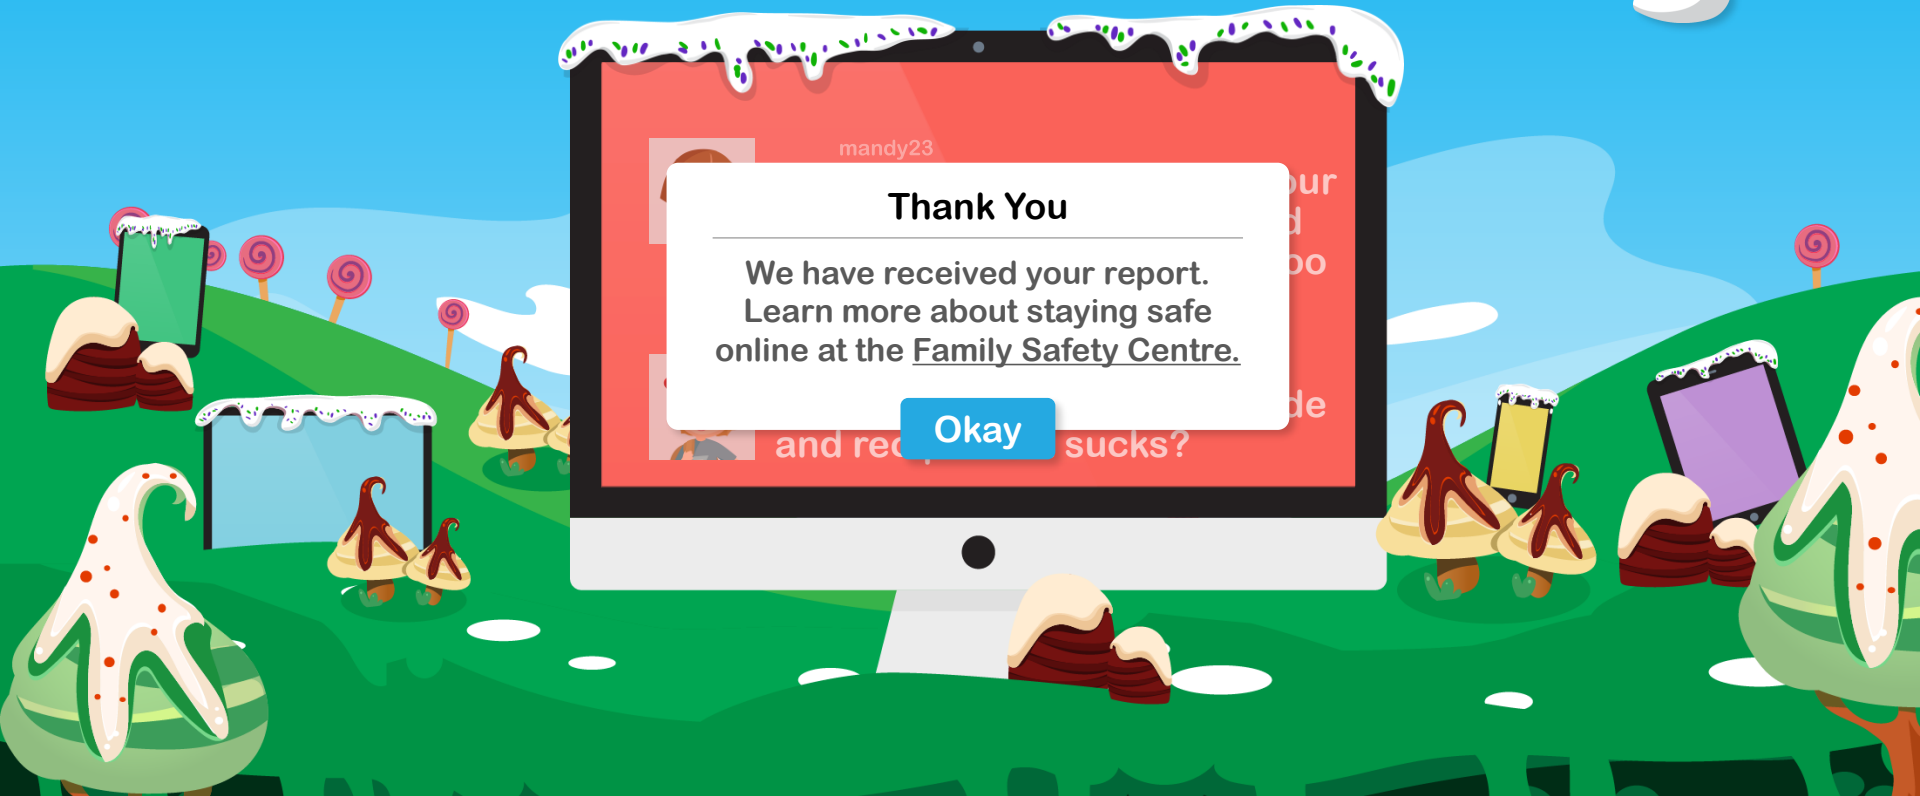 mandy23
Thank You
We have received your report.
Learn more about staying safe
online at the Family Safety Centre.
Okay
and sucks?